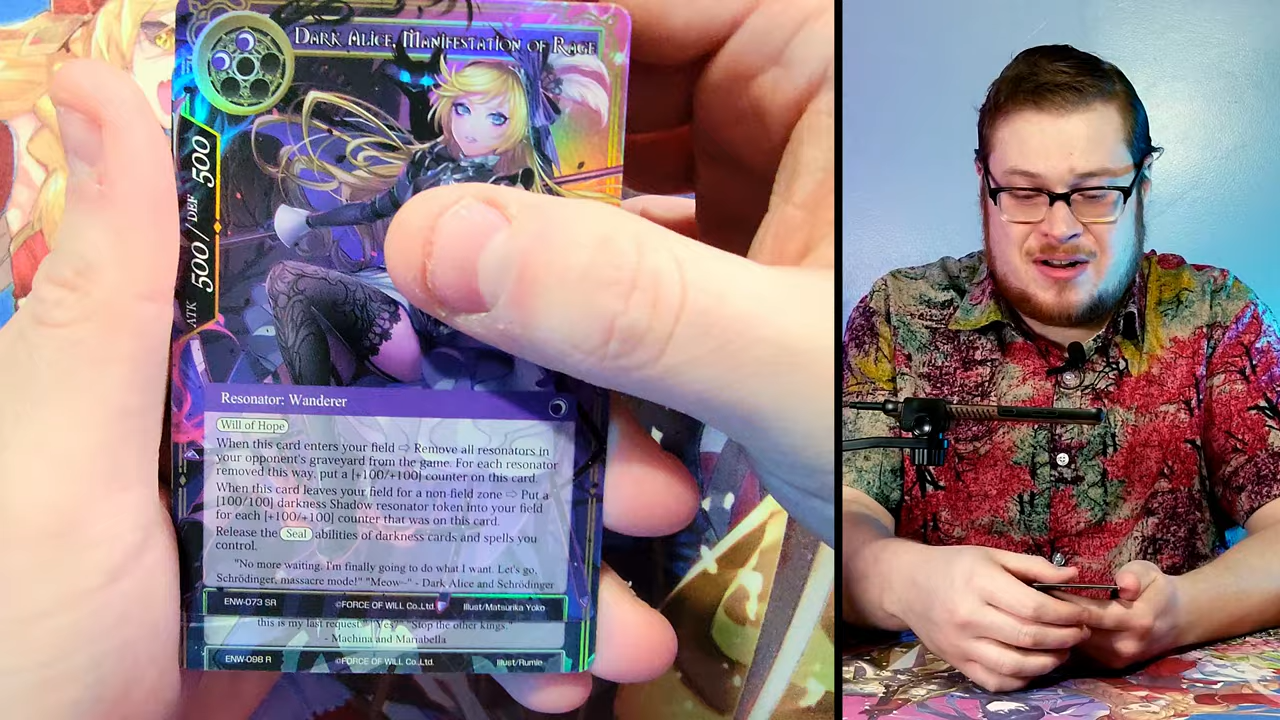 DARK ALICE, MANIFESTATION OF RAGE
ATK 500 / DEF 500
Resonator: Wanderer
Will of Hope
When this card enters your field ⇨ Remove all resonators in
your opponent's graveyard from the game. For each resonator
removed this way, put a [+100/+100] counter on this card.
When this card leaves your field for a non-field zone ⇨ Put a
[100/100] darkness Shadow resonator token into your field
for each [+100/+100] counter that was on this card.
Release the Seal abilities of darkness cards and spells you
control.
"No more waiting. I'm finally going to do what I want. Let's go,
Schrödinger, massacre mode!" "Meow~" - Dark Alice and Schrödinger
ENW-073 SR ©FORCE OF WILL Co.,Ltd. Illust/Matsurika Yoko
this is my last request." "Yes?" "Stop the other kings."
- Machina and Mariabella
ENW-098 R ©FORCE OF WILL Co.,Ltd. Illust/Rumie